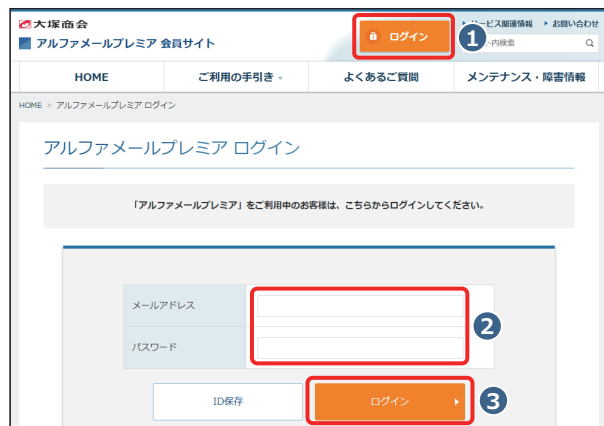 大塚商会
アルファメールプレミア 会員サイト
ログイン
1
サービス関連情報
お問い合わせ
ト内検索
HOME
ご利用の手引き
よくあるご質問
メンテナンス・障害情報
HOME > アルファメールプレミア ログイン
アルファメールプレミア ログイン
「アルファメールプレミア」をご利用中のお客様は、こちらからログインしてください。
メールアドレス
パスワード
2
ID保存
ログイン
3